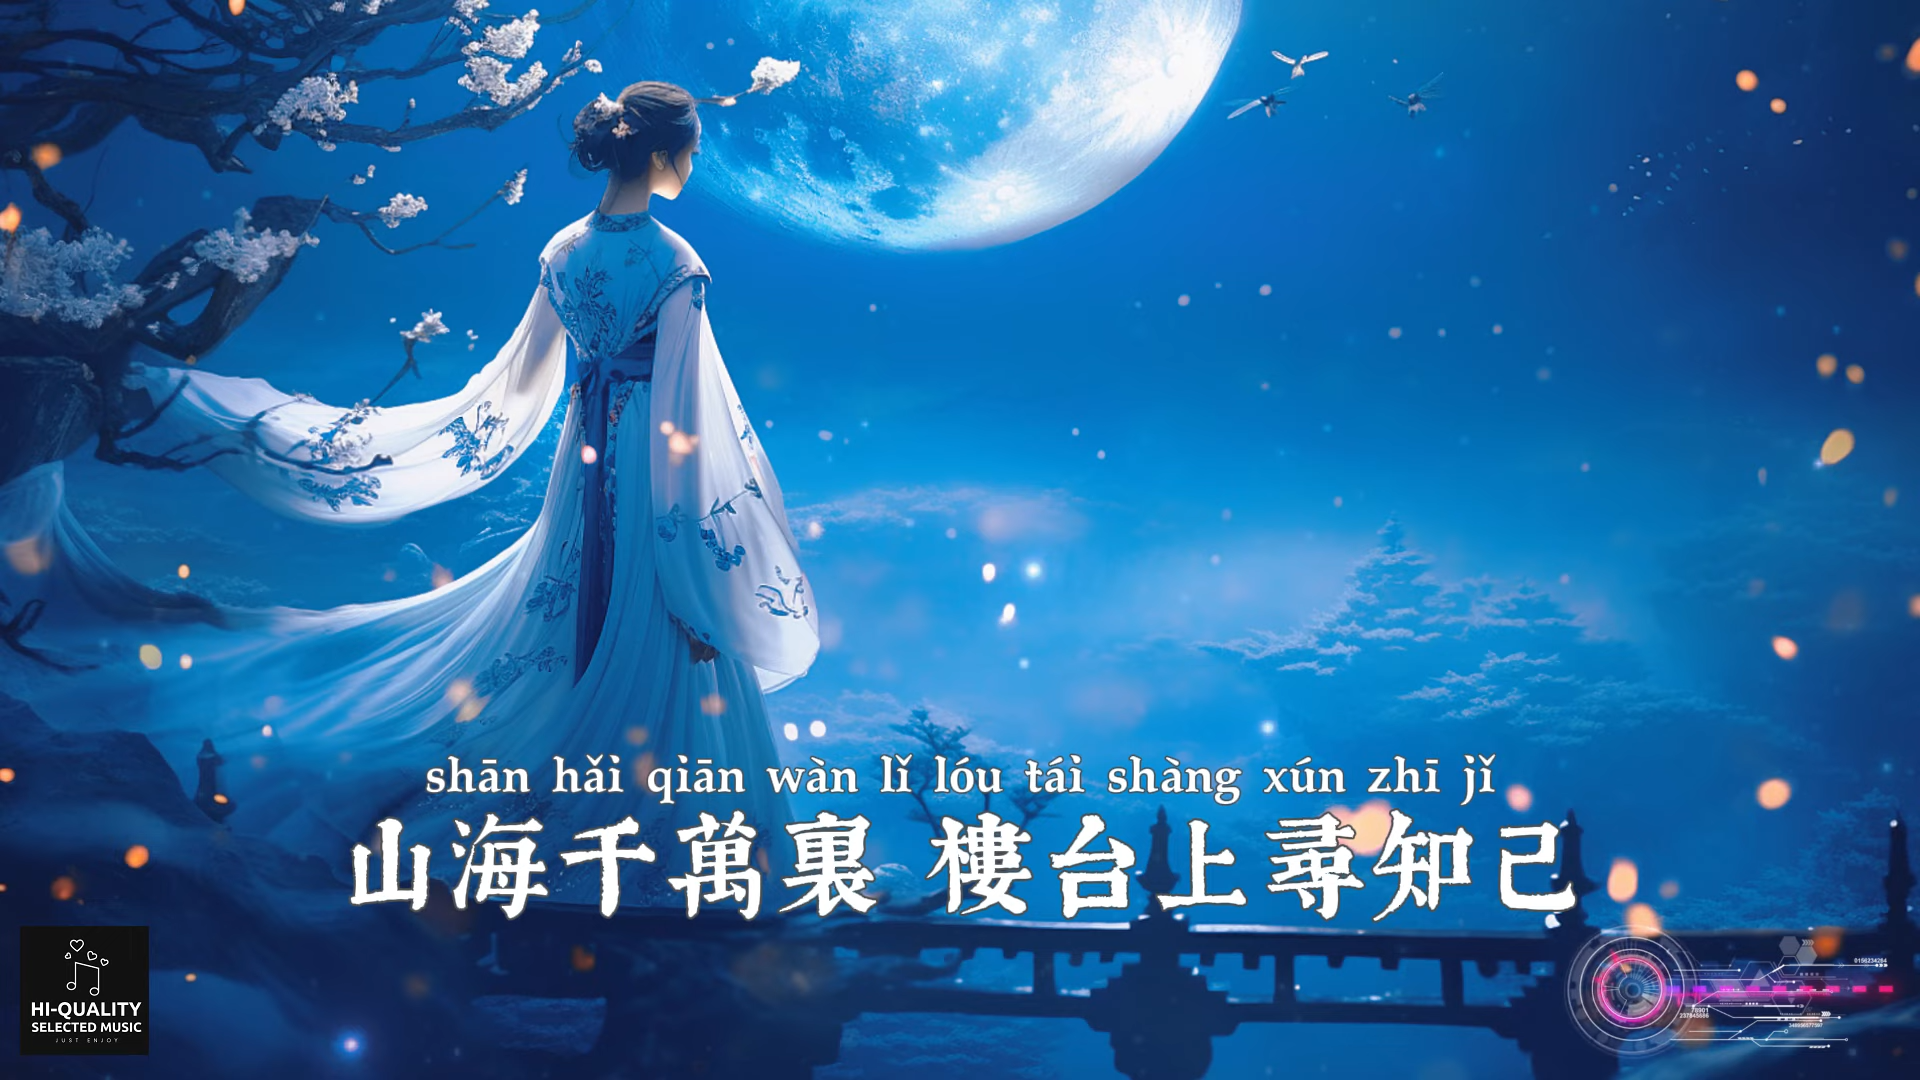 shān hǎi qiān wàn lǐ lóu tái shàng xún zhī jǐ
山海千萬裏 樓台上尋知己
HI-QUALITY
SELECTED MUSIC
JUST ENJOY
0156234264